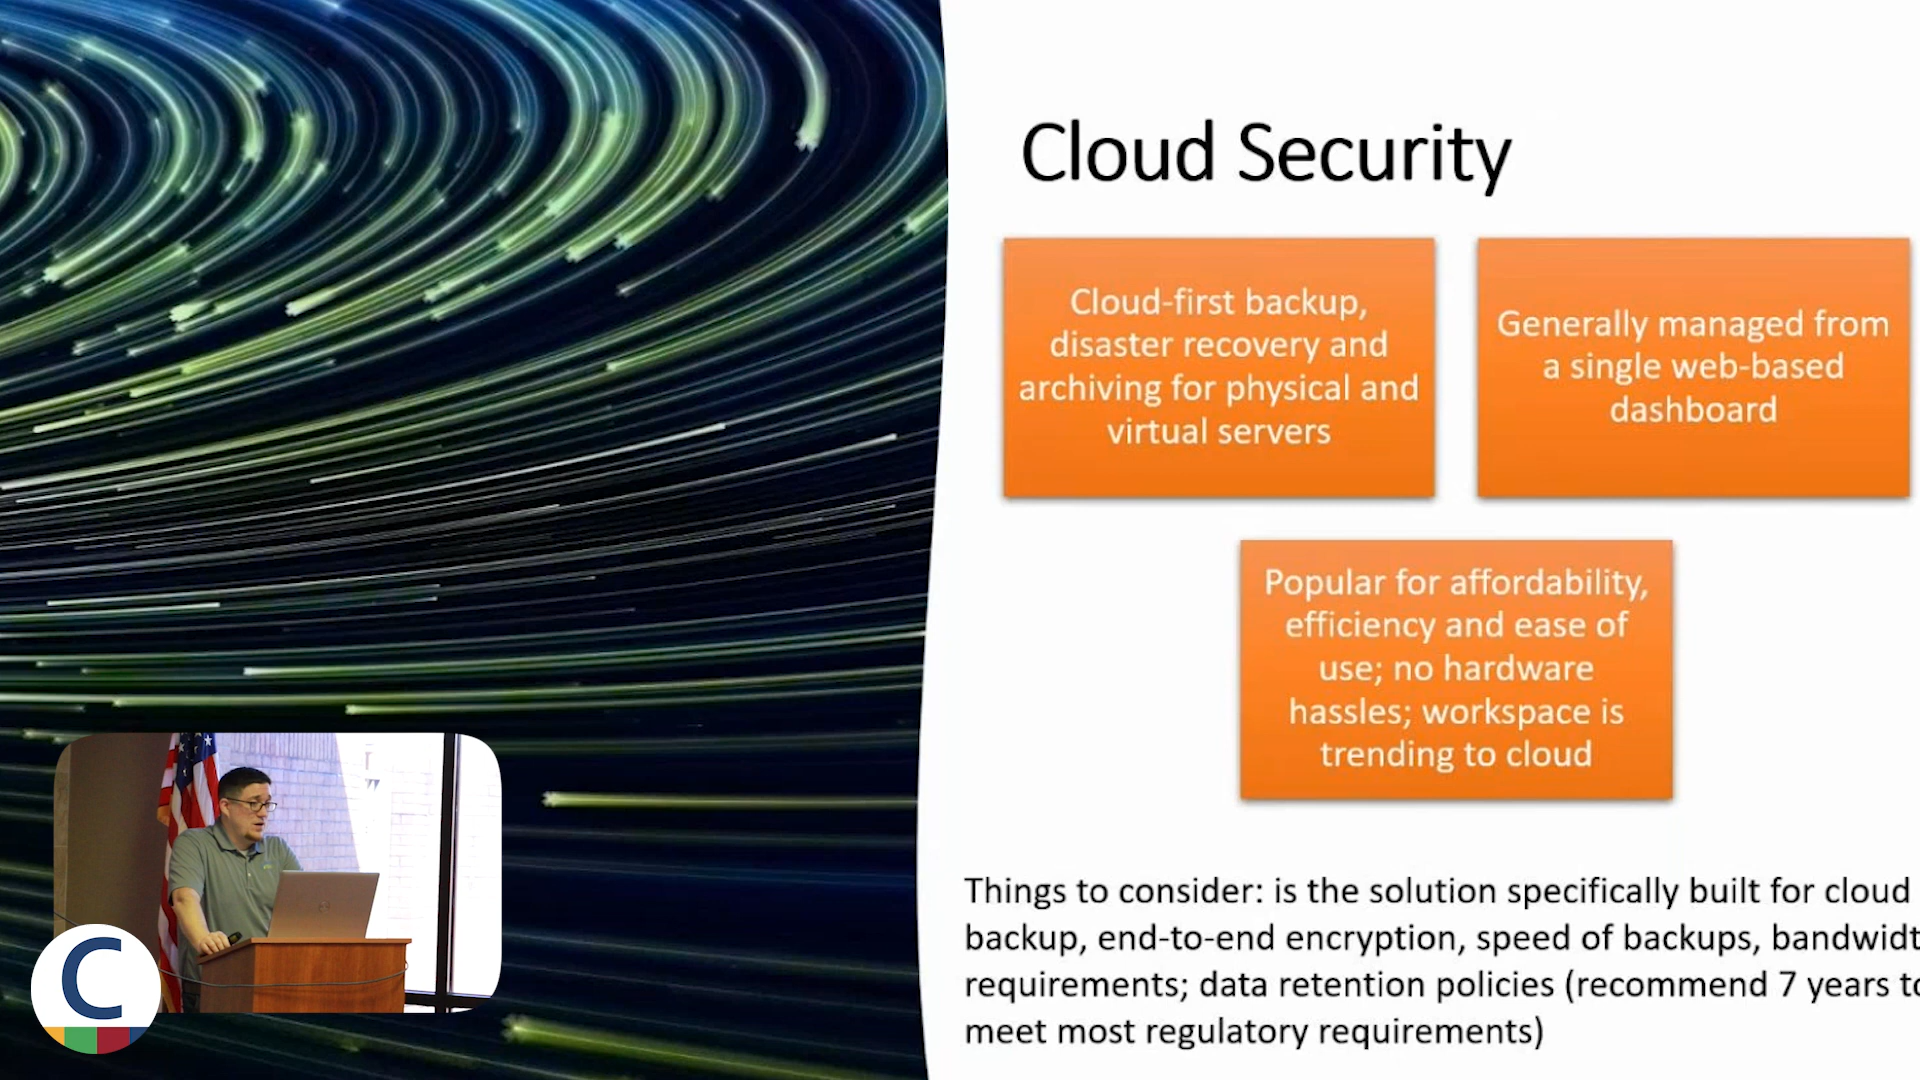 Cloud Security
Cloud-first backup,
disaster recovery and
archiving for physical and
virtual servers
Generally managed from
a single web-based
dashboard
Popular for affordability,
efficiency and ease of
use; no hardware
hassles; workspace is
trending to cloud
Things to consider: is the solution specifically built for cloud
backup, end-to-end encryption, speed of backups, bandwidt
requirements; data retention policies (recommend 7 years to
meet most regulatory requirements)
C